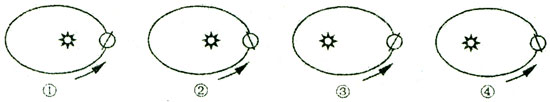 ① ② ③ ④